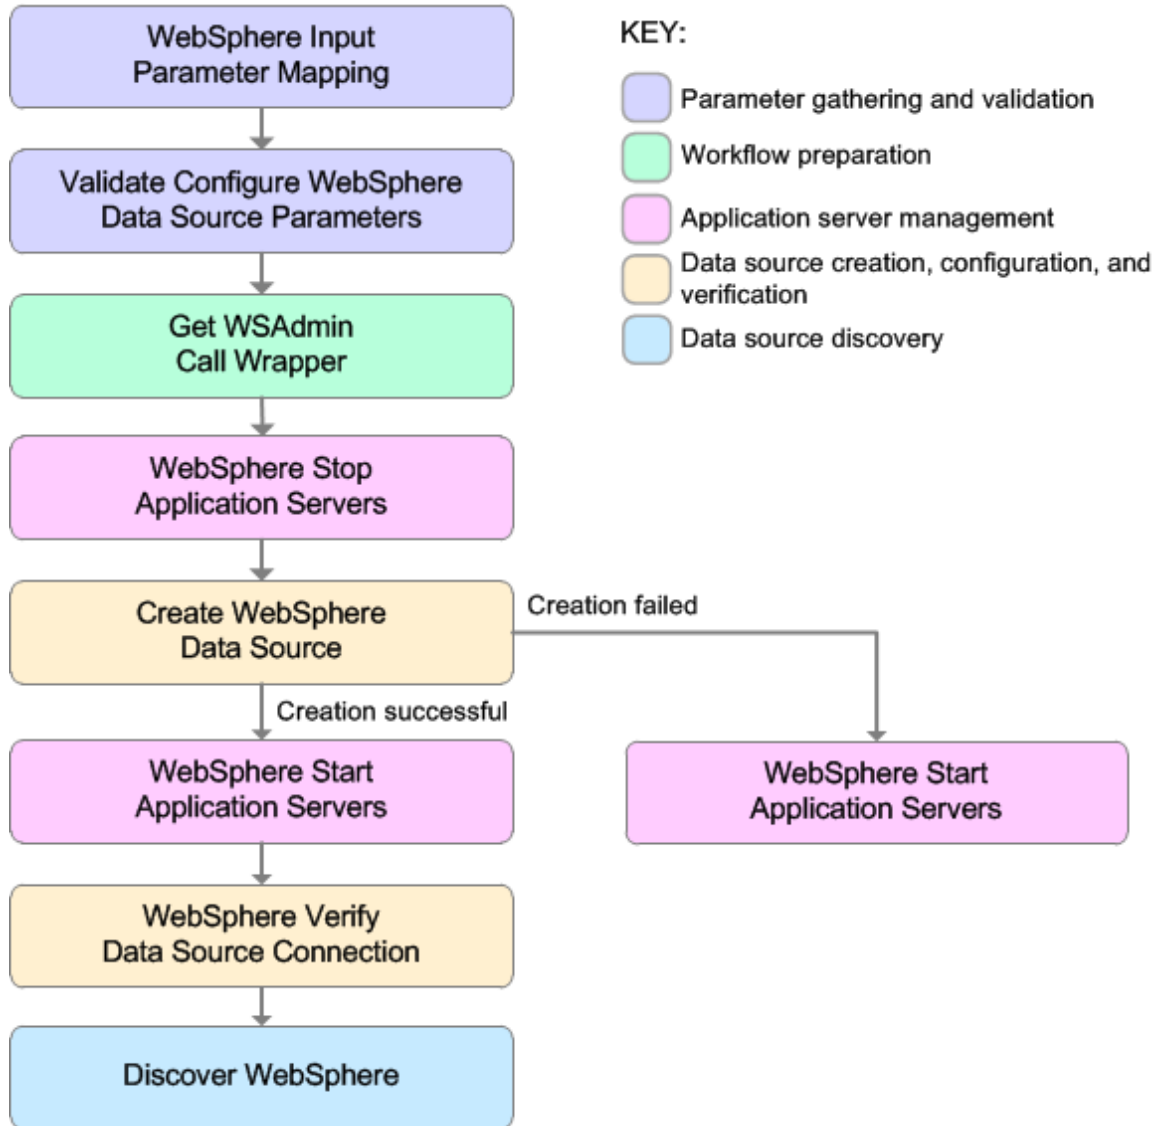 WebSphere Input
Parameter Mapping
KEY:
Parameter gathering and validation
Workflow preparation
Application server management
Data source creation, configuration, and
verification
Data source discovery
Validate Configure WebSphere
Data Source Parameters
Get WSAdmin
Call Wrapper
WebSphere Stop
Application Servers
Create WebSphere
Data Source
Creation failed
Creation successful
WebSphere Start
Application Servers
WebSphere Start
Application Servers
WebSphere Verify
Data Source Connection
Discover WebSphere